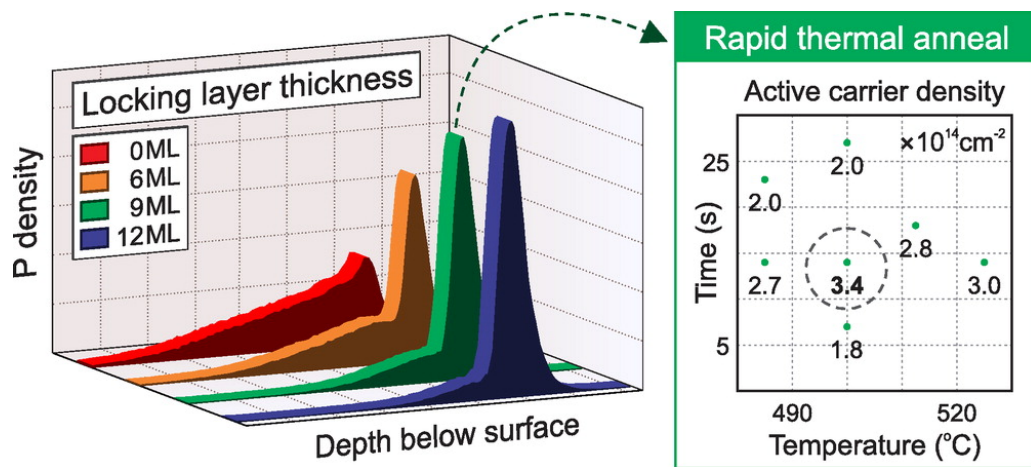 Locking layer thickness
0ML
6ML
9ML
12ML
P density
Depth below surface
Rapid thermal anneal
Active carrier density
×10¹⁴cm⁻²
Time (s)
25
5
2.0
2.0
2.8
2.7
3.4
3.0
1.8
490
520
Temperature (°C)